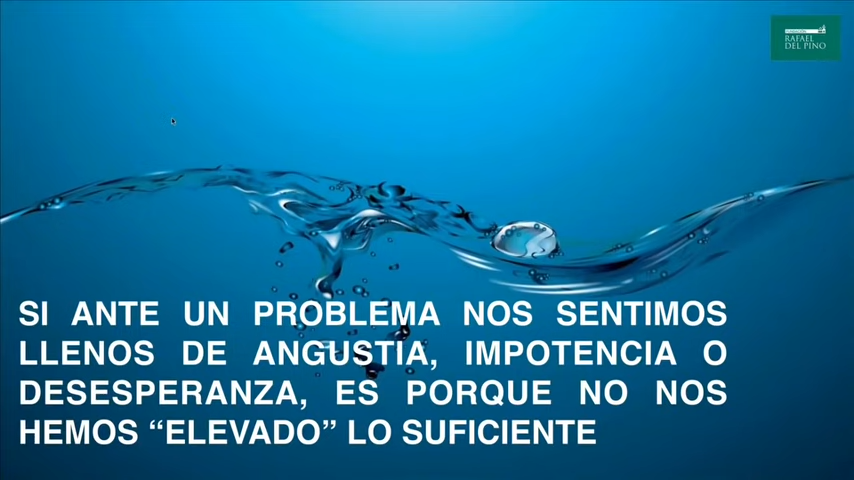 FUNDACIÓN
RAFAEL
DEL PINO
SI ANTE UN PROBLEMA NOS SENTIMOS
LLENOS DE ANGUSTIA, IMPOTENCIA O
DESESPERANZA, ES PORQUE NO NOS
HEMOS “ELEVADO” LO SUFICIENTE